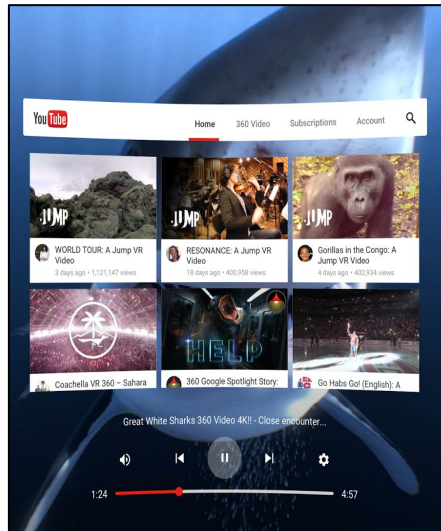 YouTube
Home 360 Video Subscriptions Account
JUMP
JUMP
JUMP
WORLD TOUR: A Jump VR
Video
3 days ago • 1,121,147 views
RESONANCE: A Jump VR
Video
18 days ago • 400,958 views
Gorillas in the Congo: A
Jump VR Video
4 days ago • 402,934 views
HELP
Coachella VR 360 – Sahara
360 Google Spotlight Story:
Go Habs Go! (English): A
Great White Sharks 360 Video 4K!! - Close encounter...
1:24 4:57